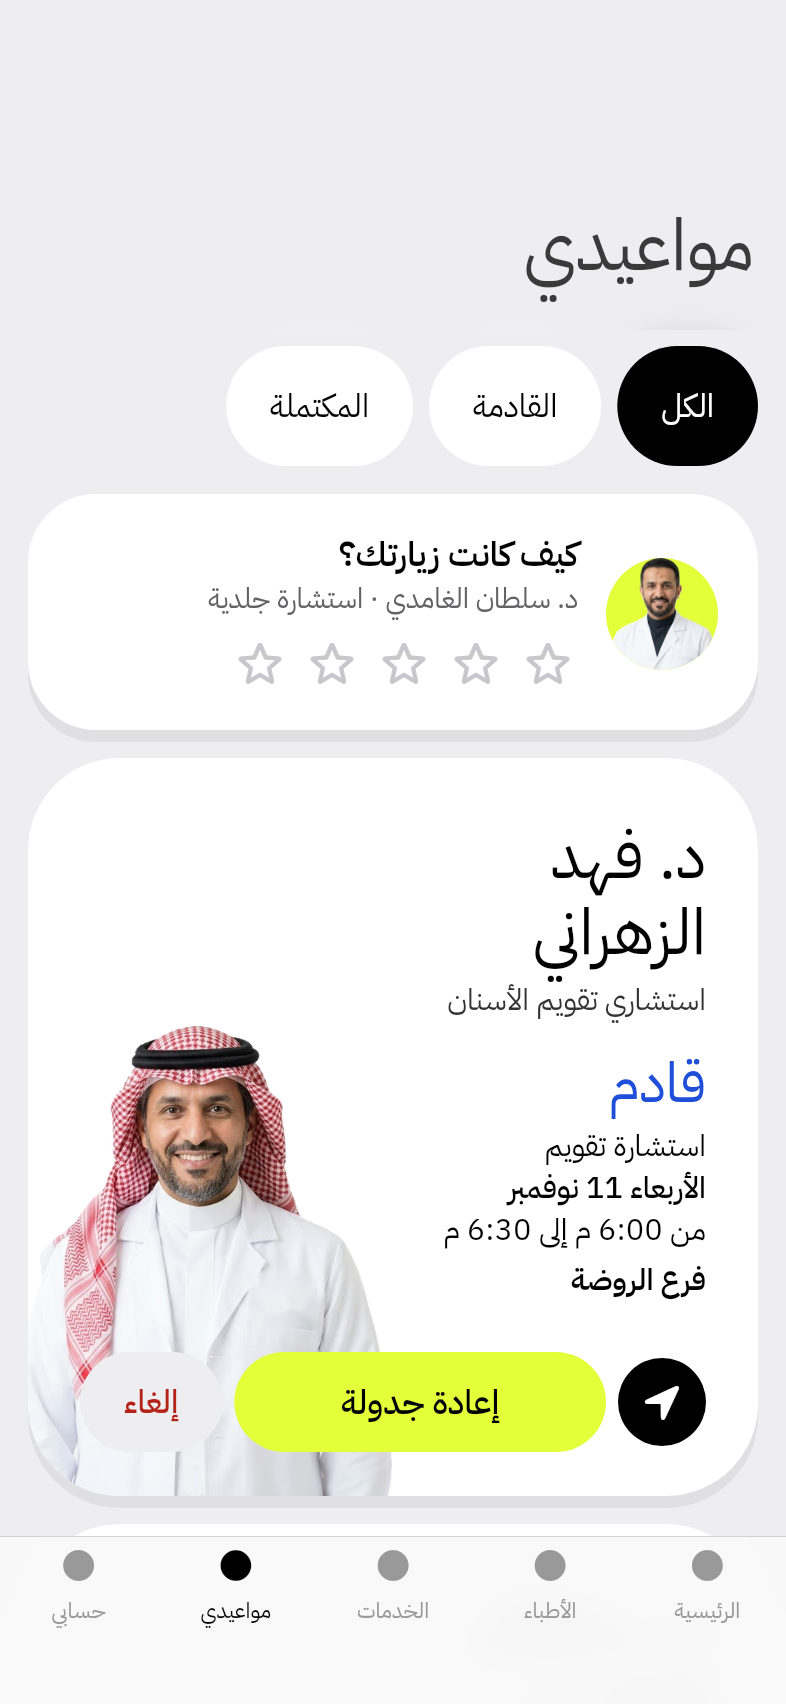 مواعيدي
الكل
القادمة
المكتملة
كيف كانت زيارتك؟
د. سلطان الغامدي · استشارة جلدية
د. فهد
الزهراني
استشاري تقويم الأسنان
قادم
استشارة تقويم
الأربعاء 11 نوفمبر
من 6:00 م إلى 6:30 م
فرع الروضة
إعادة جدولة
إلغاء
الرئيسية
الأطباء
الخدمات
مواعيدي
حسابي